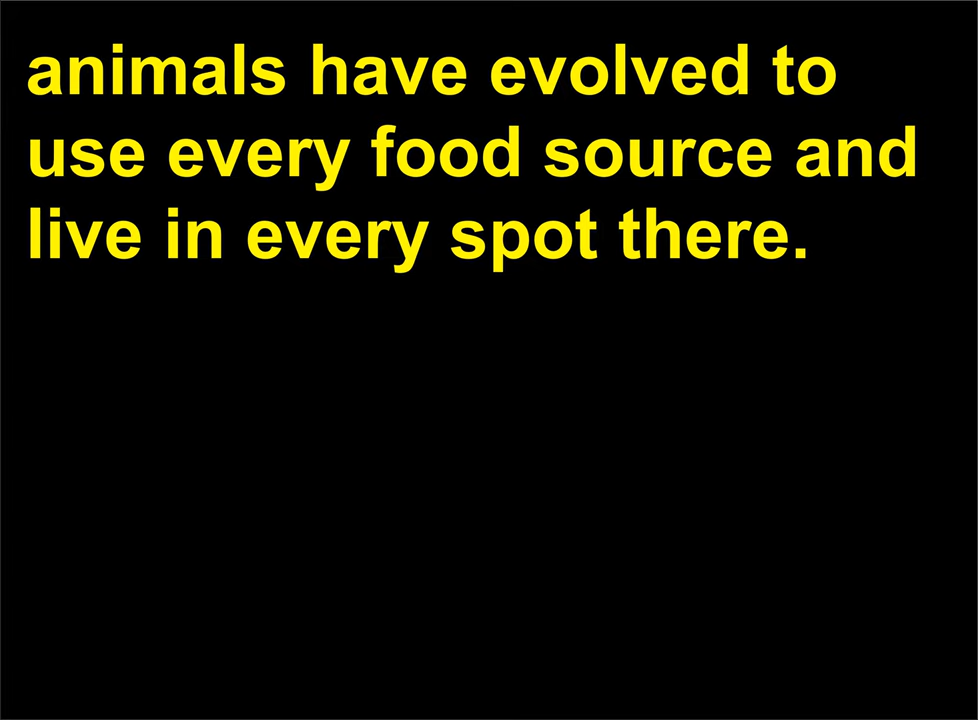 animals have evolved to
use every food source and
live in every spot there.